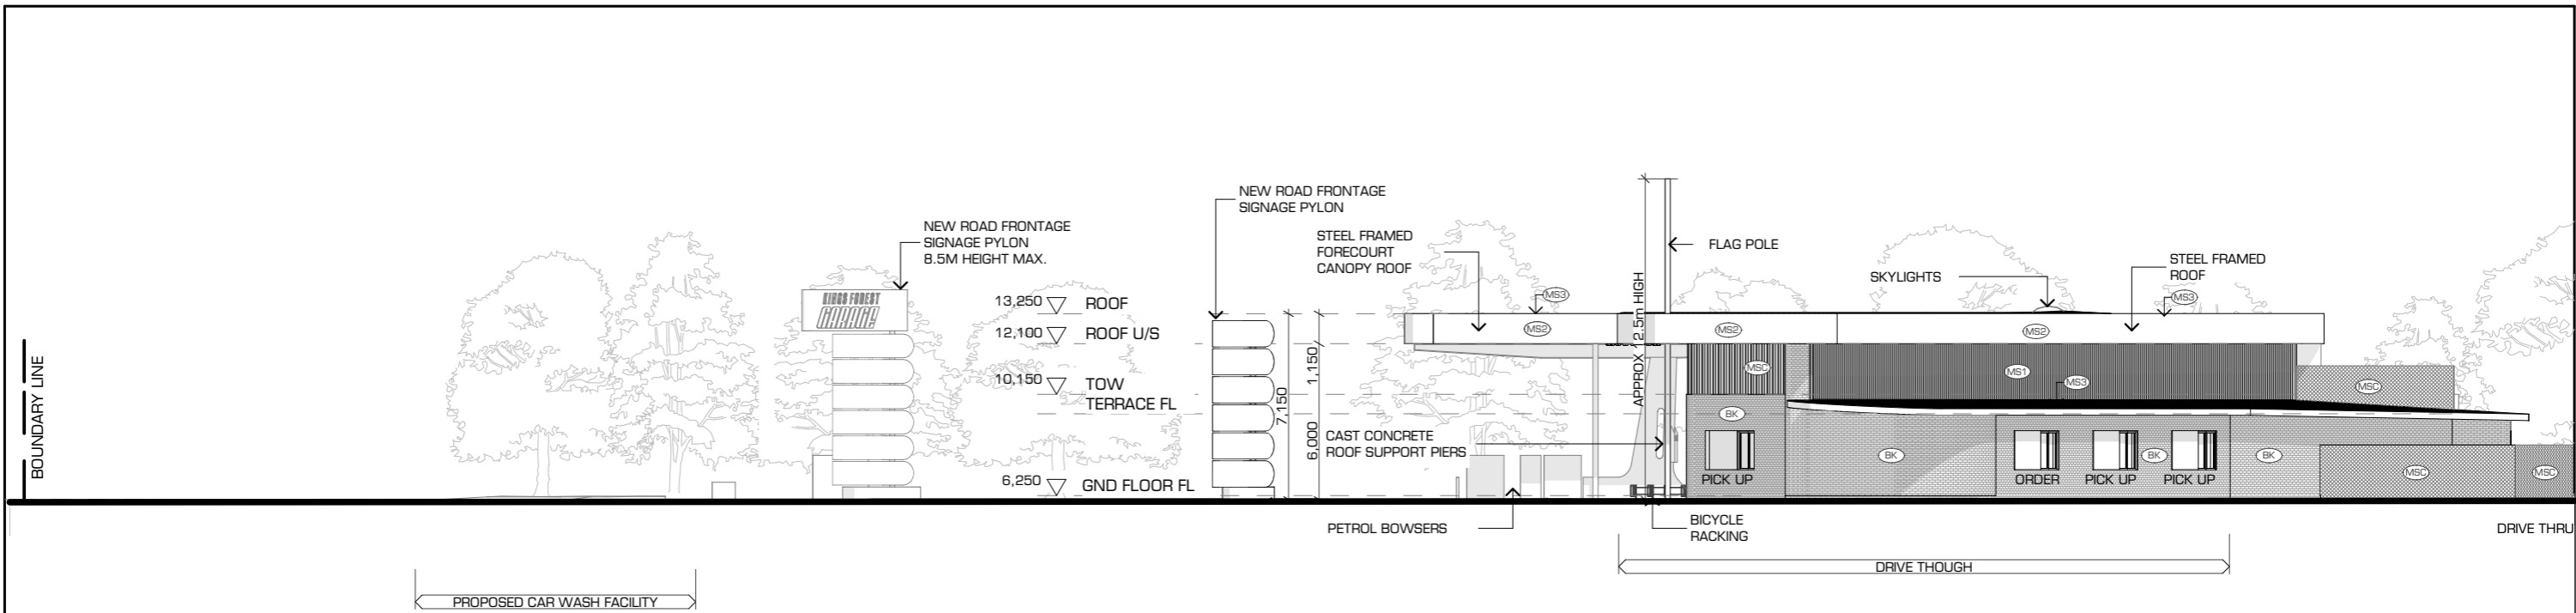 BOUNDARY LINE
NEW ROAD FRONTAGE
SIGNAGE PYLON
8.5M HEIGHT MAX.
KINGS FOREST
GARAGE
13,250 ROOF
12,100 ROOF U/S
10,150 TOW
TERRACE FL
6,250 GND FLOOR FL
NEW ROAD FRONTAGE
SIGNAGE PYLON
7,150
1,150
6,000
STEEL FRAMED
FORECOURT
CANOPY ROOF
CAST CONCRETE
ROOF SUPPORT PIERS
PETROL BOWSERS
APPROX 12.5m HIGH
FLAG POLE
BICYCLE
RACKING
SKYLIGHTS
STEEL FRAMED
ROOF
MS3
MS3
MS2
MS2
MS2
MSC
MS1
MS3
MSC
BK
BK
BK
BK
MSC
MSC
PICK UP
ORDER
PICK UP
PICK UP
DRIVE THRU
DRIVE THOUGH
PROPOSED CAR WASH FACILITY